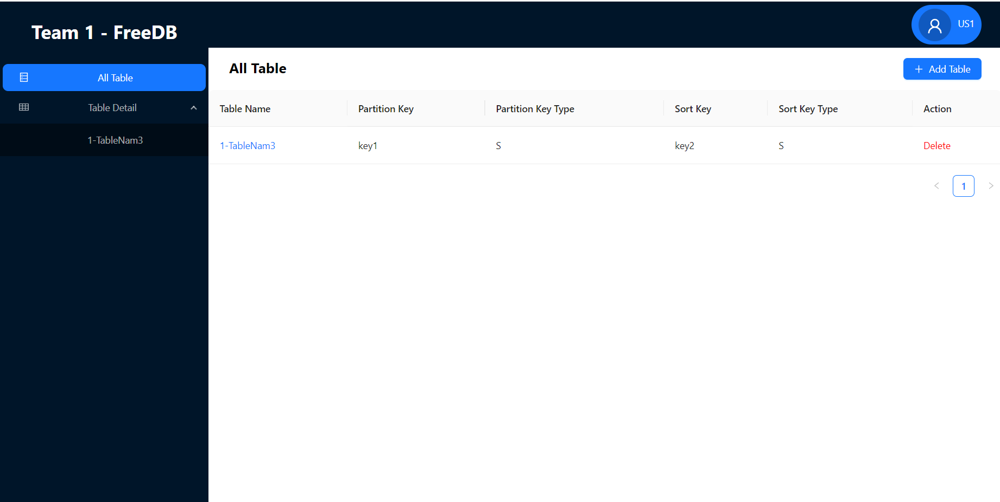 Team 1 - FreeDB
US1
All Table
Table Detail
1-TableNam3
All Table
Add Table
Table Name Partition Key Partition Key Type Sort Key Sort Key Type Action
1-TableNam3 key1 S key2 S Delete
1